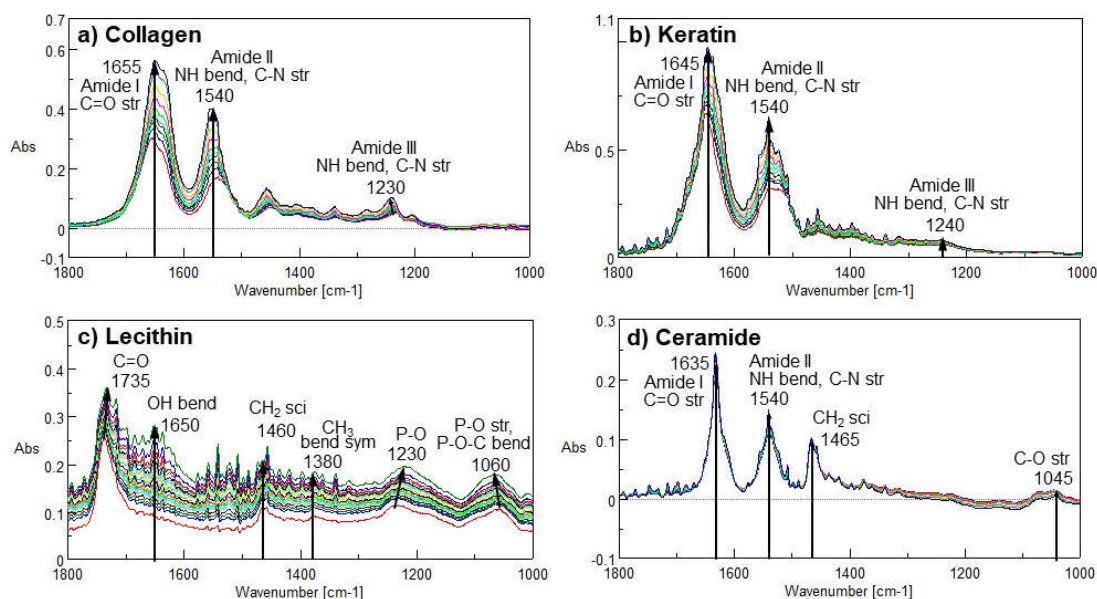 a) Collagen
0.7
0.6
0.4
0.2
0
-0.1
Abs
1655
Amide I
C=O str
Amide II
NH bend, C-N str
1540
Amide III
NH bend, C-N str
1230
1800
1600
1400
1200
1000
Wavenumber [cm-1]
b) Keratin
1.1
0.5
0
Abs
1645
Amide I
C=O str
Amide II
NH bend, C-N str
1540
Amide III
NH bend, C-N str
1240
1800
1600
1400
1200
1000
Wavenumber [cm-1]
c) Lecithin
0.5
0.4
0.3
0.2
0.1
0
Abs
C=O
1735
OH bend
1650
CH2 sci
1460
CH3
bend sym
1380
P-O
1230
P-O str,
P-O-C bend
1060
1800
1600
1400
1200
1000
Wavenumber [cm-1]
d) Ceramide
0.3
0.2
0.1
0
-0.1
Abs
1635
Amide I
C=O str
Amide II
NH bend, C-N str
1540
CH2 sci
1465
C-O str
1045
1800
1600
1400
1200
1000
Wavenumber [cm-1]